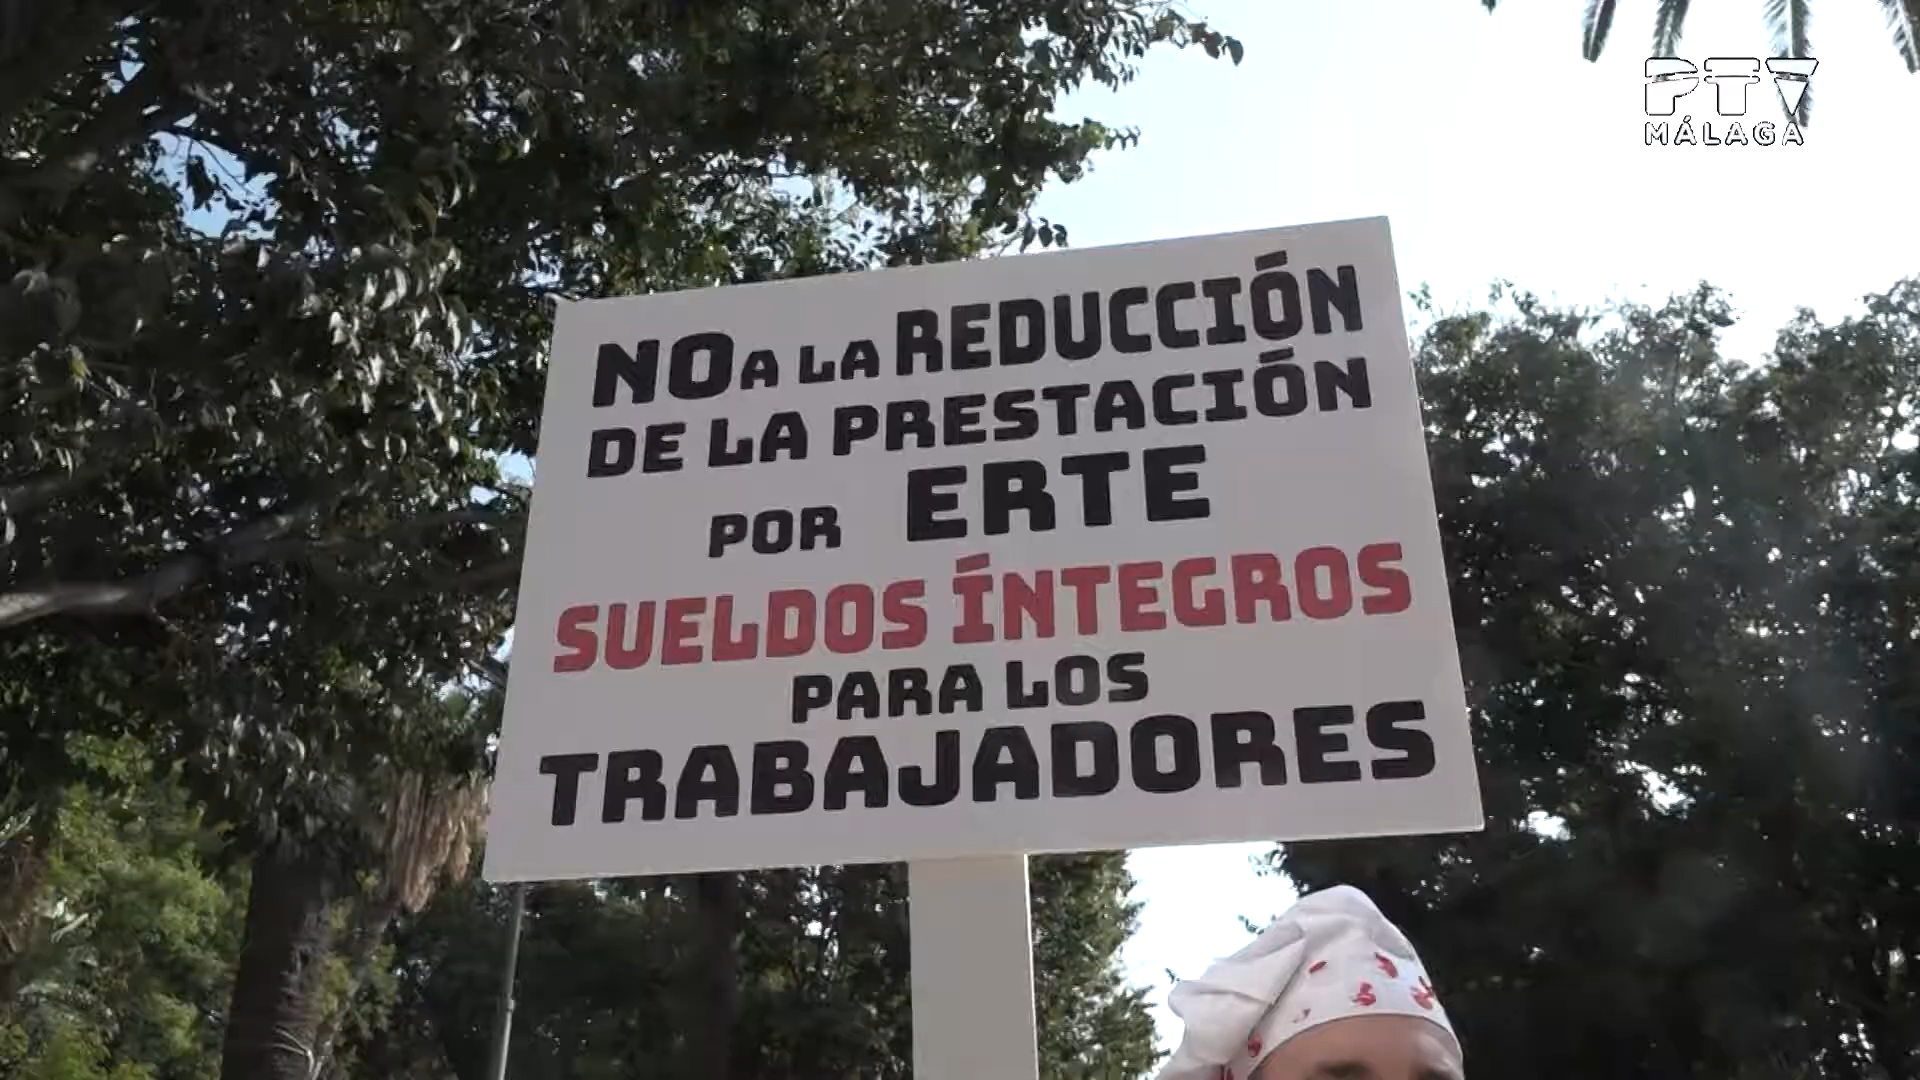 PTV
MÁLAGA
NO A LA REDUCCIÓN
DE LA PRESTACIÓN
POR ERTE
SUELDOS ÍNTEGROS
PARA LOS
TRABAJADORES